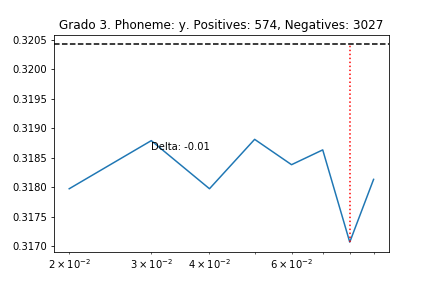 Grado 3. Phoneme: y. Positives: 574, Negatives: 3027
0.3205
0.3200
0.3195
0.3190
0.3185
0.3180
0.3175
0.3170
Delta: -0.01
2 × 10⁻² 3 × 10⁻² 4 × 10⁻² 6 × 10⁻²